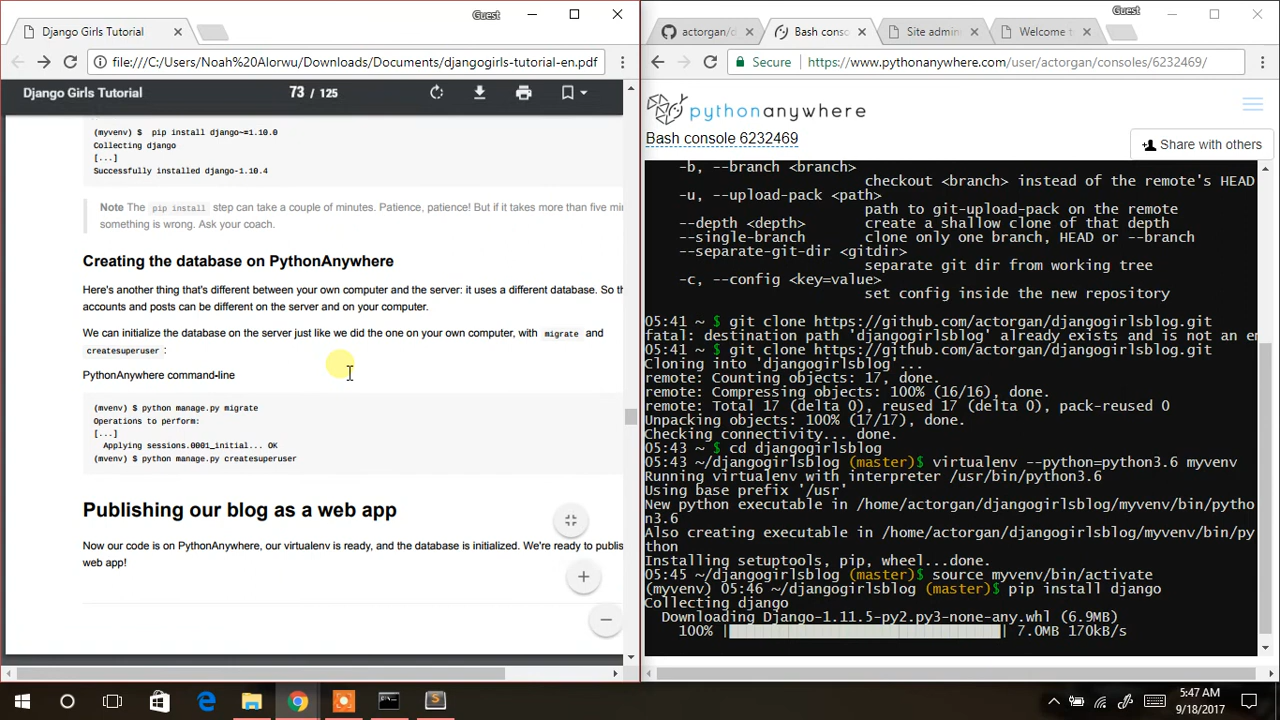 Guest
Django Girls Tutorial
file:///C:/Users/Noah%20Alorwu/Downloads/Documents/djangogirls-tutorial-en.pdf
Django Girls Tutorial
73 / 125
(myvenv) $ pip install django~=1.10.0
Collecting django
[...]
Successfully installed django-1.10.4
Note The pip install step can take a couple of minutes. Patience, patience! But if it takes more than five min
something is wrong. Ask your coach.
Creating the database on PythonAnywhere
Here's another thing that's different between your own computer and the server: it uses a different database. So th
accounts and posts can be different on the server and on your computer.
We can initialize the database on the server just like we did the one on your own computer, with migrate and
createsuperuser :
PythonAnywhere command-line
(mvenv) $ python manage.py migrate
Operations to perform:
[...]
Applying sessions.0001_initial... OK
(mvenv) $ python manage.py createsuperuser
Publishing our blog as a web app
Now our code is on PythonAnywhere, our virtualenv is ready, and the database is initialized. We're ready to publis
web app!
Guest
actorgan/d
Bash conso
Site admin
Welcome t
Secure
https://www.pythonanywhere.com/user/actorgan/consoles/6232469/
pythonanywhere
Bash console 6232469
Share with others
-b, --branch <branch>
checkout <branch> instead of the remote's HEAD
-u, --upload-pack <path>
path to git-upload-pack on the remote
--depth <depth> create a shallow clone of that depth
--single-branch clone only one branch, HEAD or --branch
--separate-git-dir <gitdir>
separate git dir from working tree
-c, --config <key=value>
set config inside the new repository
05:41 ~ $ git clone https://github.com/actorgan/djangogirlsblog.git
fatal: destination path 'djangogirlsblog' already exists and is not an em
05:41 ~ $ git clone https://github.com/actorgan/djangogirlsblog.git
Cloning into 'djangogirlsblog'...
remote: Counting objects: 17, done.
remote: Compressing objects: 100% (16/16), done.
remote: Total 17 (delta 0), reused 17 (delta 0), pack-reused 0
Unpacking objects: 100% (17/17), done.
Checking connectivity... done.
05:43 ~ $ cd djangogirlsblog
05:43 ~/djangogirlsblog (master)$ virtualenv --python=python3.6 myvenv
Running virtualenv with interpreter /usr/bin/python3.6
Using base prefix '/usr'
New python executable in /home/actorgan/djangogirlsblog/myvenv/bin/pytho
n3.6
Also creating executable in /home/actorgan/djangogirlsblog/myvenv/bin/py
thon
Installing setuptools, pip, wheel...done.
05:45 ~/djangogirlsblog (master)$ source myvenv/bin/activate
(myvenv) 05:46 ~/djangogirlsblog (master)$ pip install django
Collecting django
Downloading Django-1.11.5-py2.py3-none-any.whl (6.9MB)
100% | | 7.0MB 170kB/s
5:47 AM
9/18/2017